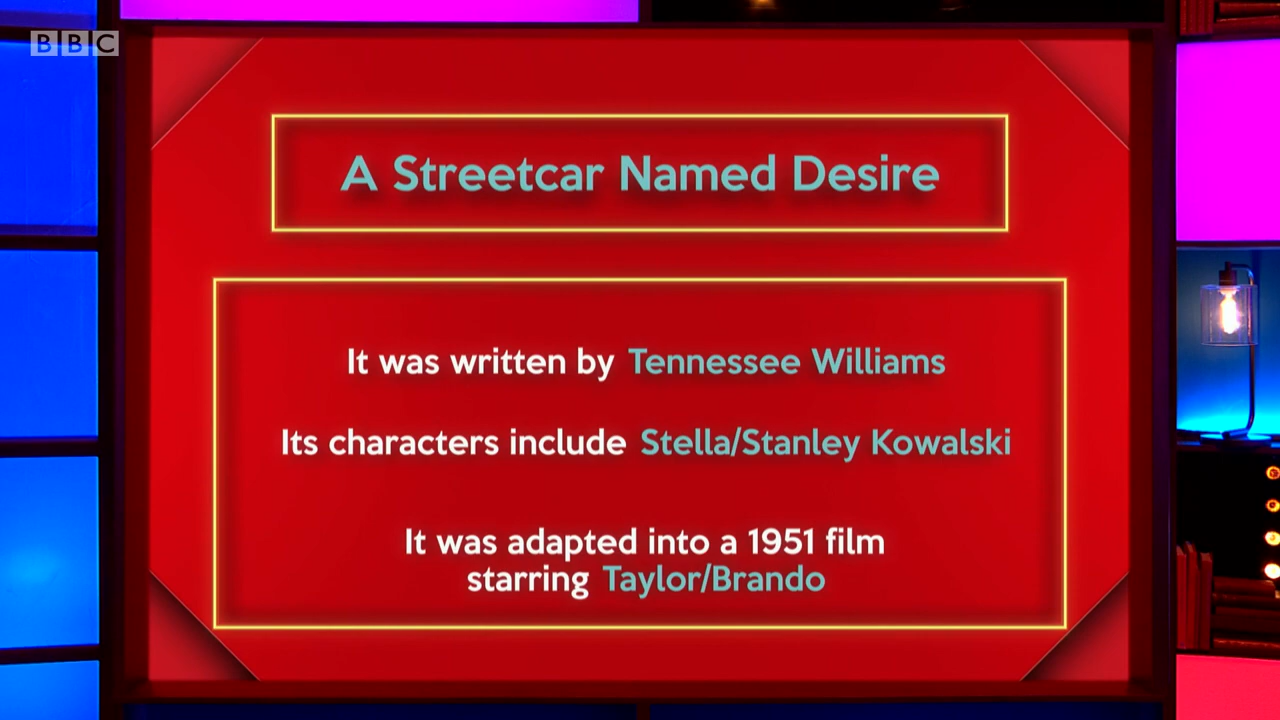 BBC
A Streetcar Named Desire
It was written by Tennessee Williams
Its characters include Stella/Stanley Kowalski
It was adapted into a 1951 film
starring Taylor/Brando